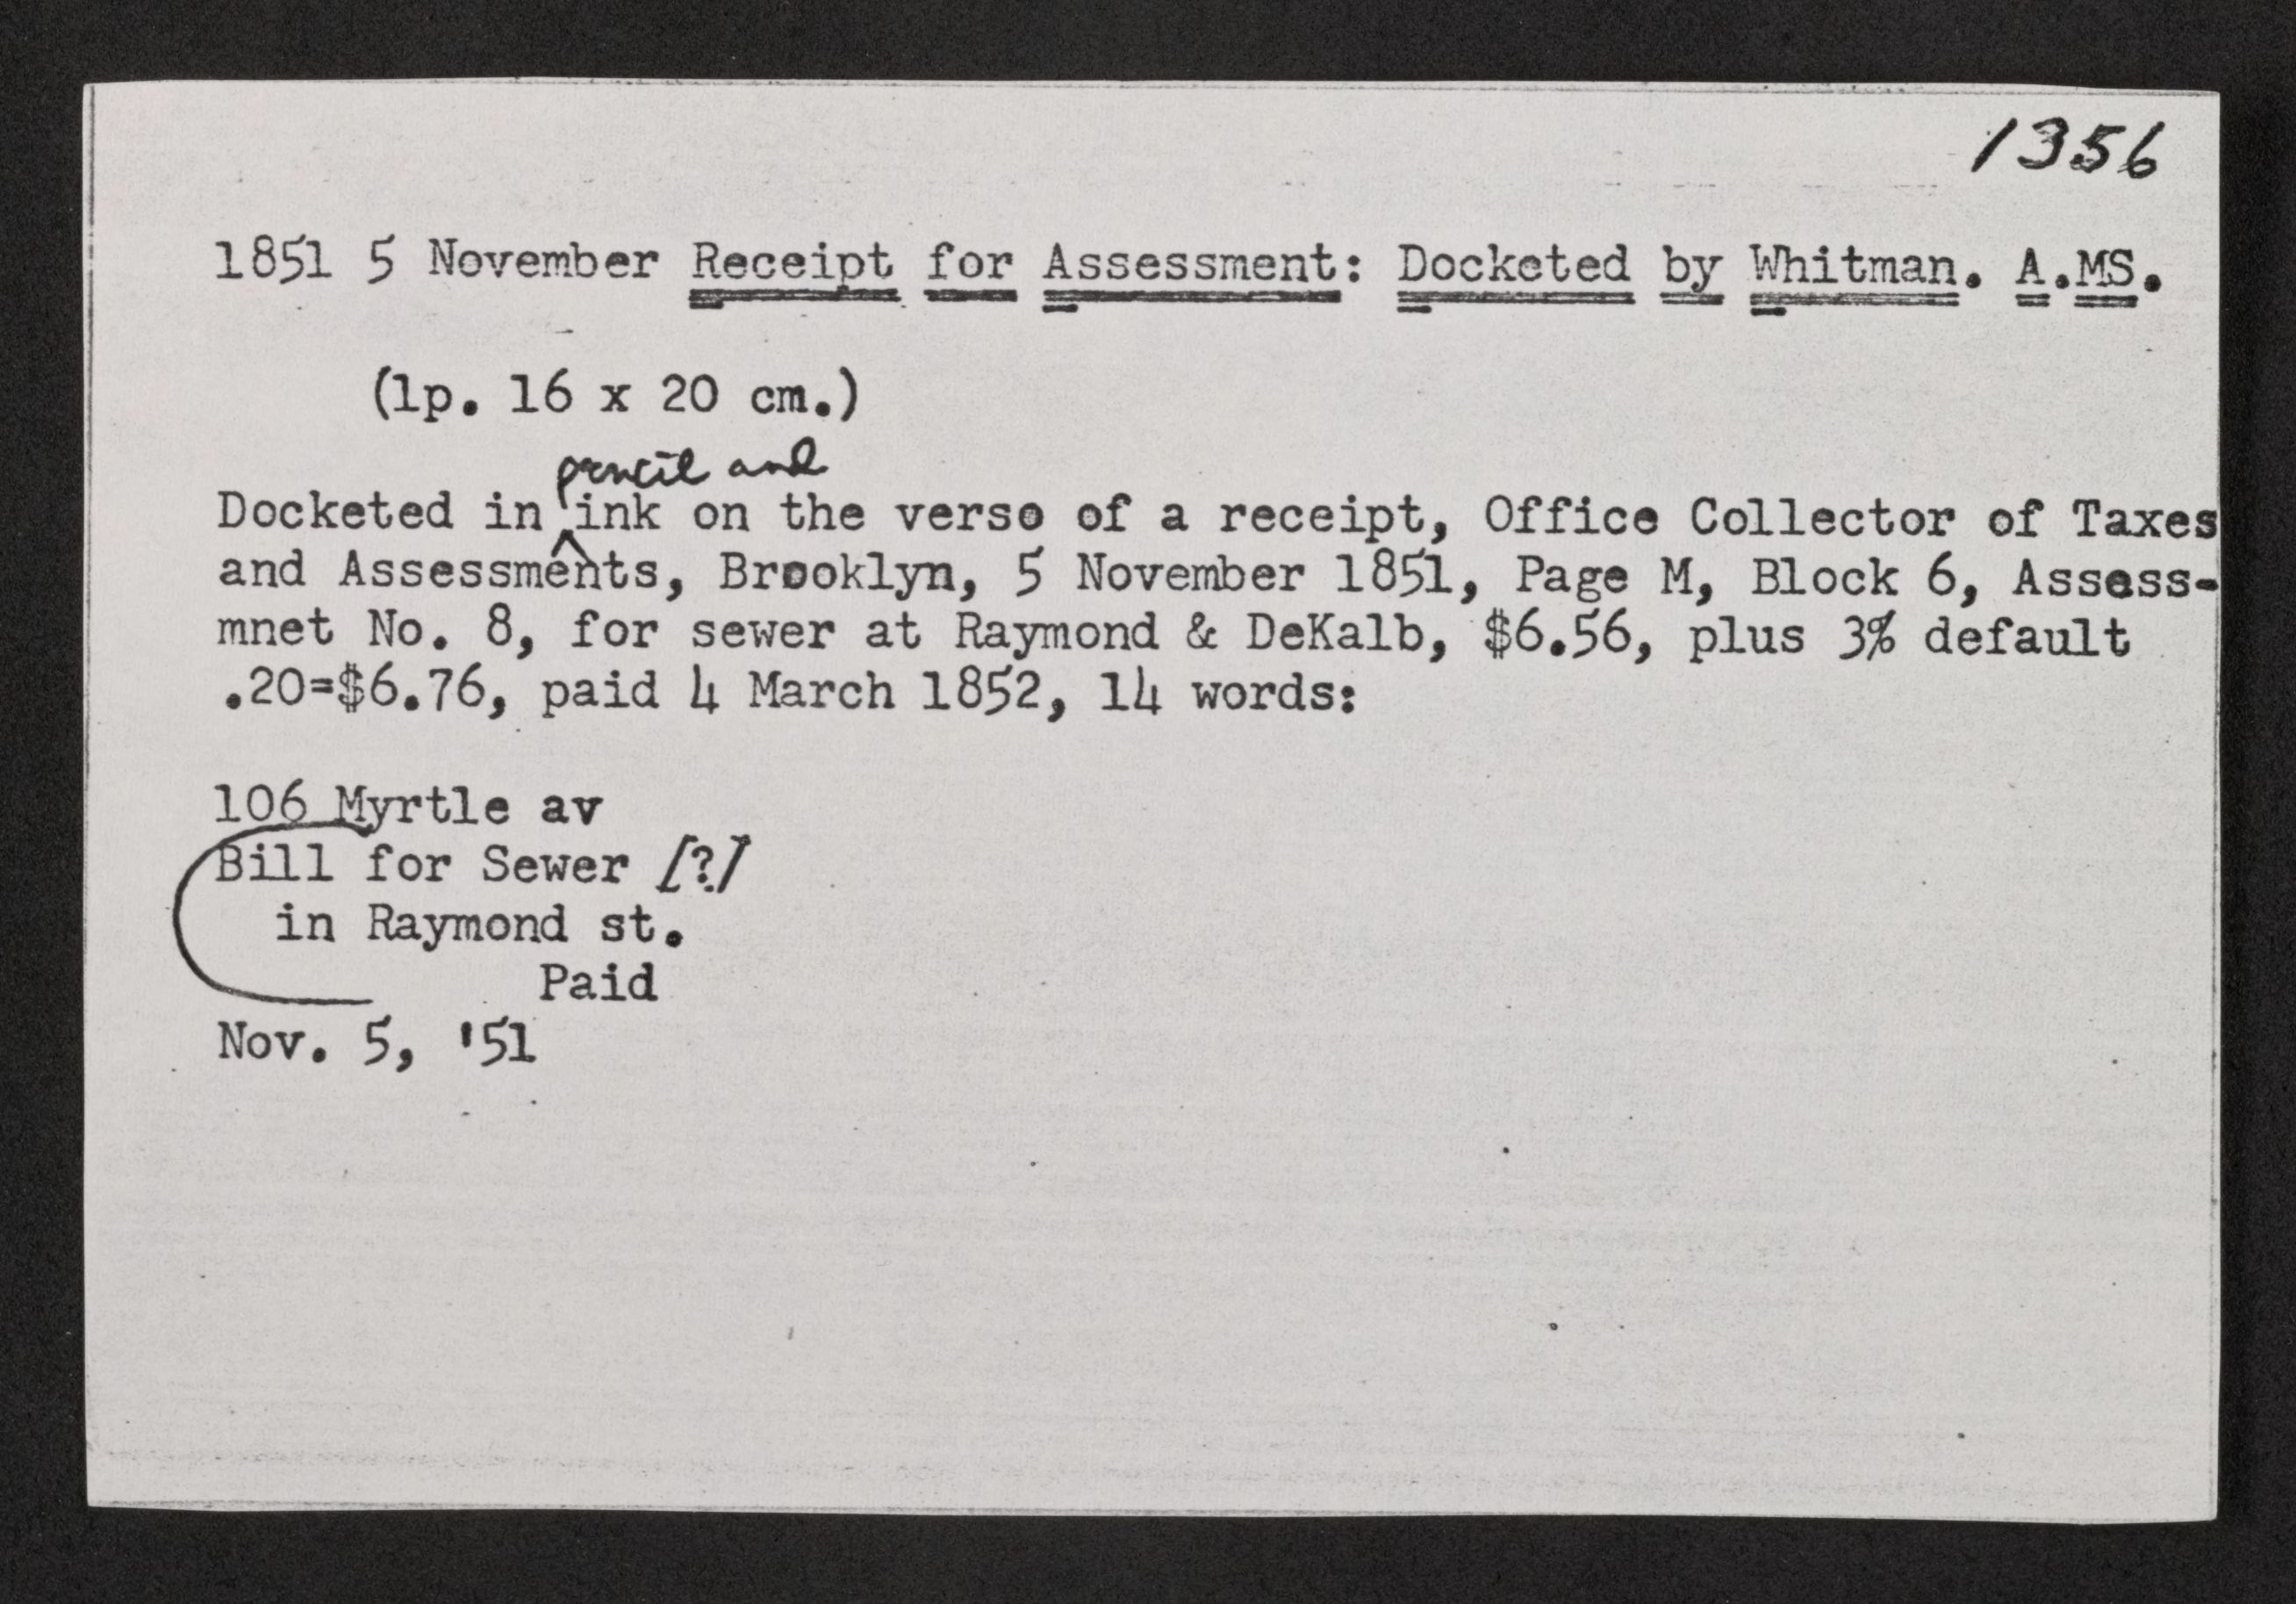 1356
1851 5 November Receipt for Assessment: Docketed by Whitman. A.MS.
(1p. 16 x 20 cm.)
pencil and
Docketed in ink on the verso of a receipt, Office Collector of Taxes
and Assessments, Brooklyn, 5 November 1851, Page M, Block 6, Assess-
mnet No. 8, for sewer at Raymond & DeKalb, $6.56, plus 3% default
.20=$6.76, paid 4 March 1852, 14 words:
106 Myrtle av
Bill for Sewer [?]
in Raymond st.
Paid
Nov. 5, '51